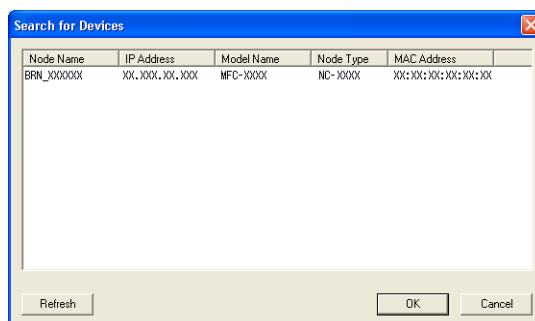 Search for Devices
Node Name IP Address Model Name Node Type MAC Address
BRN_XXXXXX XX.XXX.XX.XXX MFC-XXXX NC-XXXX XX:XX:XX:XX:XX:XX
Refresh OK Cancel